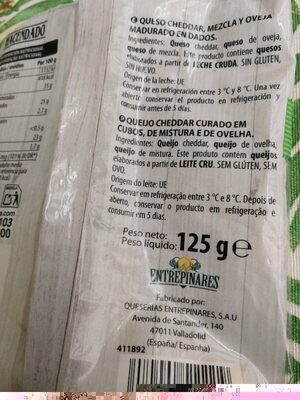 HACENDADO
QUESO CHEDDAR, MEZCLA Y OVEJA
MADURADO EN DADOS.
Ingredientes: Queso cheddar, queso de oveja,
queso de mezcla. Este producto contiene quesos
elaborados a partir de LECHE CRUDA. SIN GLUTEN,
SIN HUEVO.
Origen de la leche: UE
Conservar en refrigeración entre 3 °C y 8 °C. Una vez
abierto conservar el producto en refrigeración y
consumir antes de 5 días.
QUEIJO CHEDDAR CURADO EM
CUBOS, DE MISTURA E DE OVELHA.
Ingredientes: Queijo cheddar, queijo de ovelha,
queijo de mistura. Este produto contém queijos
elaborados a partir de LEITE CRU. SEM GLÚTEN, SEM
OVO.
Origem do leite: UE
Conservar em refrigeração entre 3 °C e 8 °C. Depois de
aberto, conservar o produto em refrigeração e
consumir em 5 dias.
Peso neto:
Peso líquido: 125 g e
ENTREPINARES
Fabricado por:
QUESERÍAS ENTREPINARES, S.A.U
Avenida de Santander, 140
47011 Valladolid
(España/ Espanha)
411892